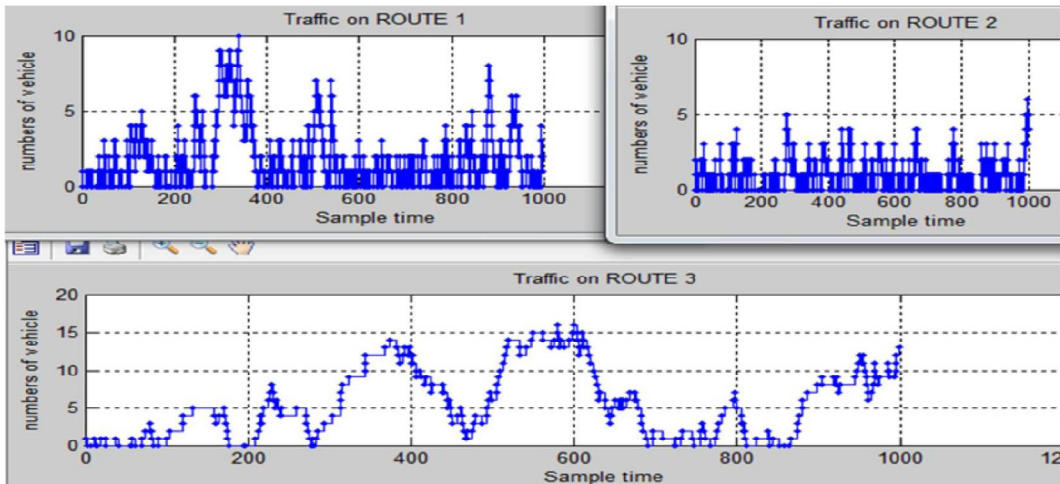 Traffic on ROUTE 1
numbers of vehicle
10
5
0
0 200 400 600 800 1000
Sample time
Traffic on ROUTE 2
numbers of vehicle
10
5
0
0 200 400 600 800 1000
Sample time
Traffic on ROUTE 3
numbers of vehicle
20
15
10
5
0
0 200 400 600 800 1000
Sample time